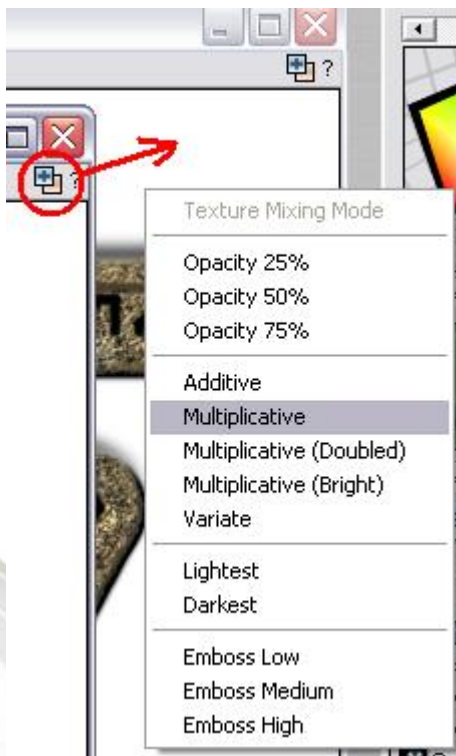 ?
?
Texture Mixing Mode
Opacity 25%
Opacity 50%
Opacity 75%
Additive
Multiplicative
Multiplicative (Doubled)
Multiplicative (Bright)
Variate
Lightest
Darkest
Emboss Low
Emboss Medium
Emboss High